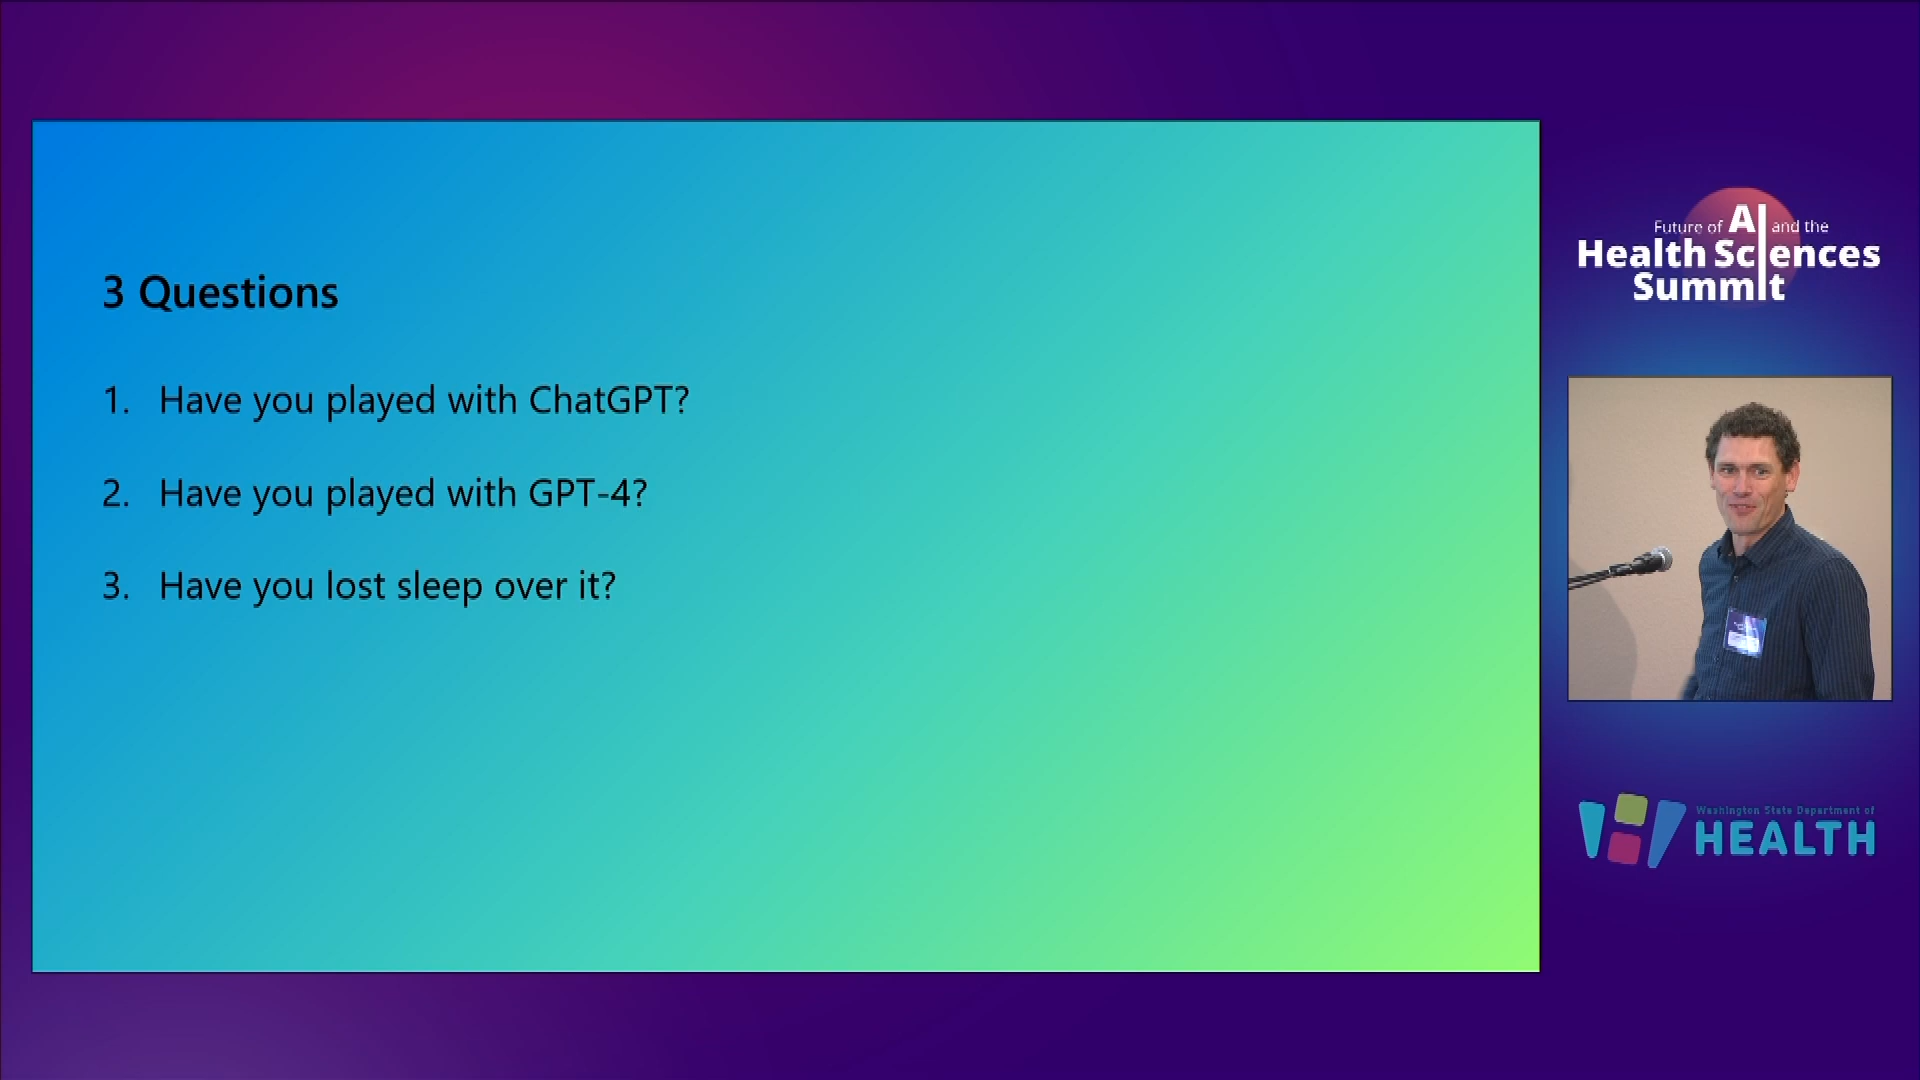 3 Questions
1. Have you played with ChatGPT?
2. Have you played with GPT-4?
3. Have you lost sleep over it?
Future of AI and the
Health Sciences
Summit
Washington State Department of
HEALTH